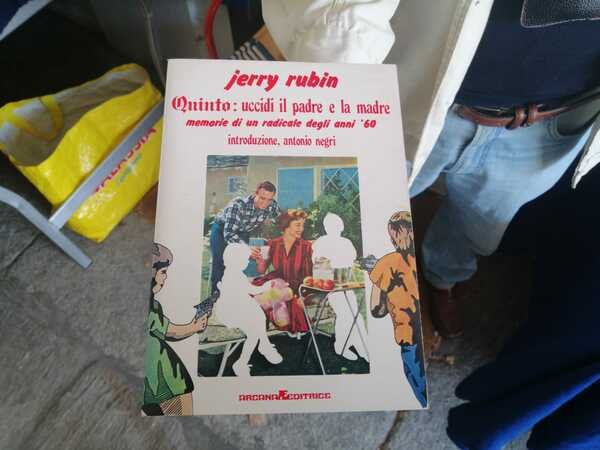 jerry rubin
Quinto: uccidi il padre e la madre
memorie di un radicale degli anni '60
introduzione, antonio negri
ARCANA Æ EDITRICE